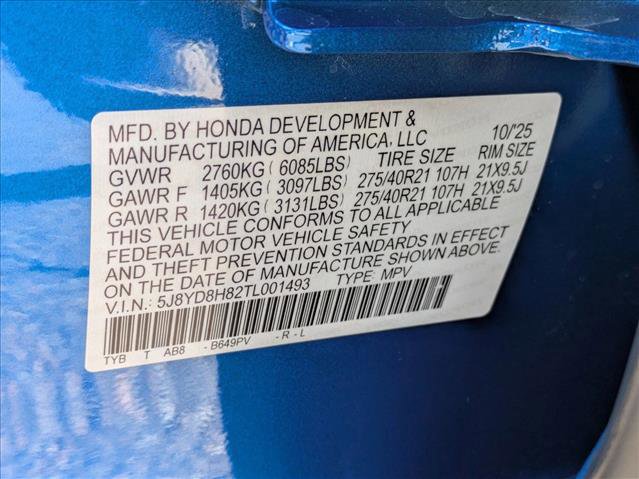 MFD. BY HONDA DEVELOPMENT & 10/'25
MANUFACTURING OF AMERICA, LLC
GVWR 2760KG (6085LBS) TIRE SIZE RIM SIZE
GAWR F 1405KG (3097LBS) 275/40R21 107H 21X9.5J
GAWR R 1420KG (3131LBS) 275/40R21 107H 21X9.5J
THIS VEHICLE CONFORMS TO ALL APPLICABLE
FEDERAL MOTOR VEHICLE SAFETY
AND THEFT PREVENTION STANDARDS IN EFFECT
ON THE DATE OF MANUFACTURE SHOWN ABOVE.
V.I.N.: 5J8YD8H82TL001493 TYPE: MPV
TYB T AB8 - B649PV - R - L